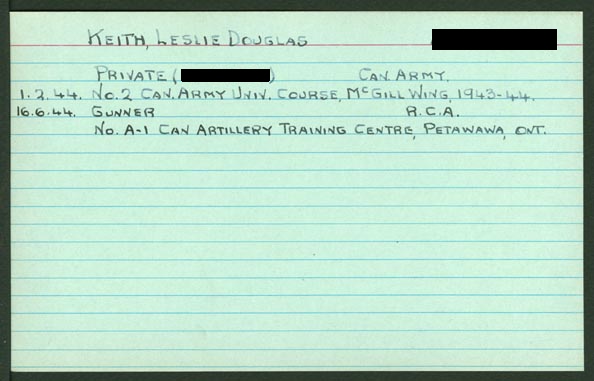 KEITH, LESLIE DOUGLAS
PRIVATE ( ) CAN. ARMY.
1.2.44. No. 2 CAN. ARMY UNIV. COURSE, McGILL WING, 1943-44.
16.6.44. GUNNER R.C.A.
No. A-1 CAN ARTILLERY TRAINING CENTRE, PETAWAWA, ONT.